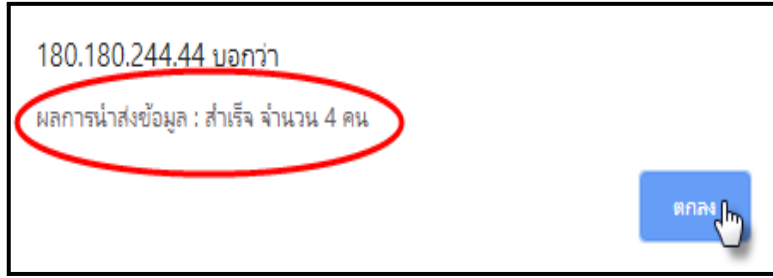 180.180.244.44 บอกว่า
ผลการนำส่งข้อมูล : สำเร็จ จำนวน 4 คน
ตกลง